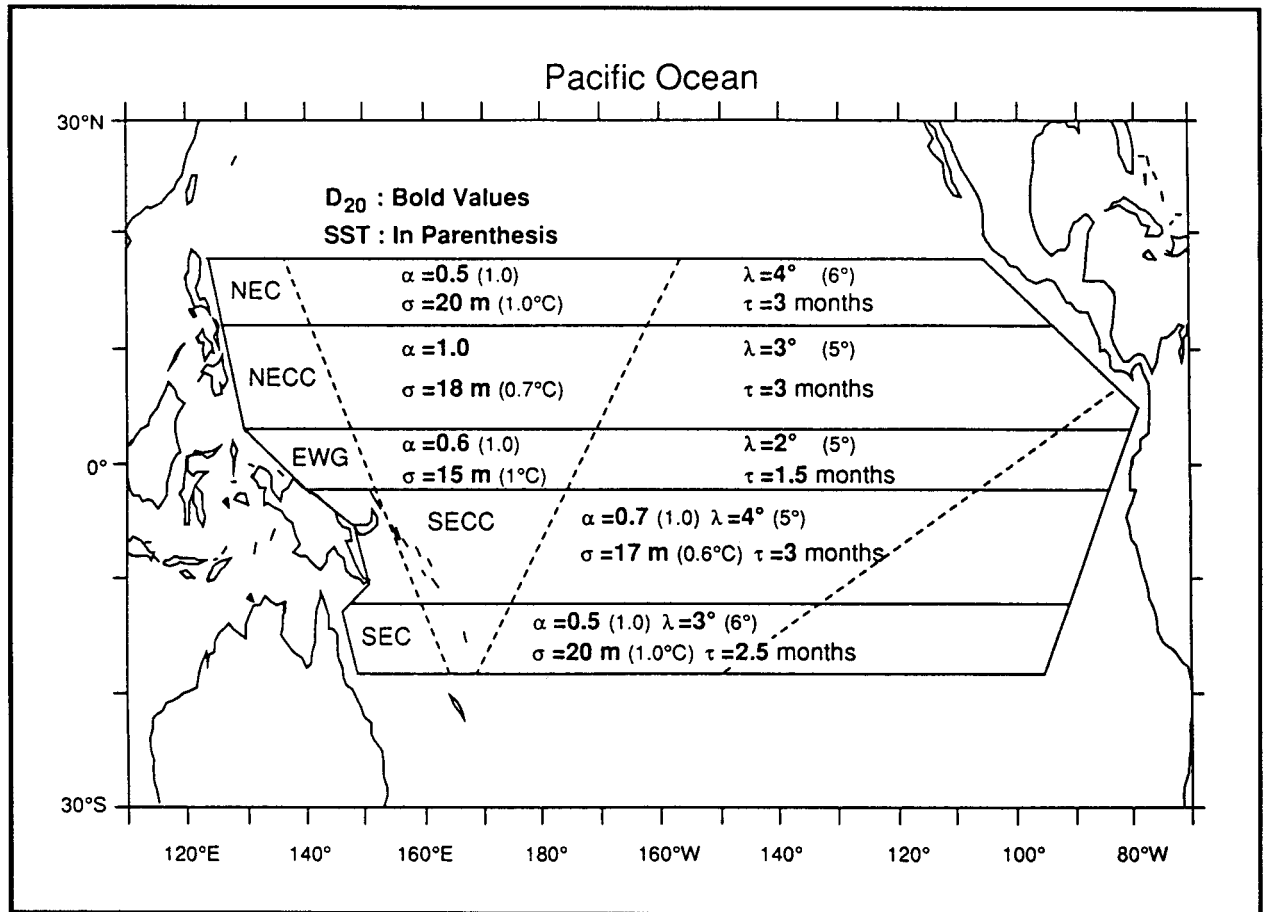 Pacific Ocean
30°N
D20 : Bold Values
SST : In Parenthesis
NEC
α =0.5 (1.0) λ=4° (6°)
σ =20 m (1.0°C) τ =3 months
NECC
α =1.0 λ=3° (5°)
σ =18 m (0.7°C) τ =3 months
EWG
α =0.6 (1.0) λ=2° (5°)
σ =15 m (1°C) τ =1.5 months
0°
SECC
α =0.7 (1.0) λ=4° (5°)
σ =17 m (0.6°C) τ =3 months
SEC
α =0.5 (1.0) λ=3° (6°)
σ =20 m (1.0°C) τ =2.5 months
30°S
120°E 140° 160°E 180° 160°W 140° 120° 100° 80°W